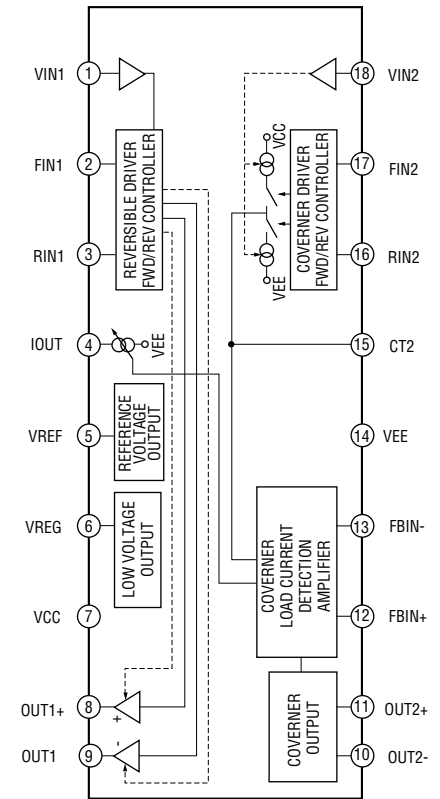 VIN1
1
FIN1
2
RIN1
3
REVERSIBLE DRIVER
FWD/REV CONTROLLER
IOUT
4
VEE
VREF
5
REFERENCE
VOLTAGE
OUTPUT
VREG
6
LOW VOLTAGE
OUTPUT
VCC
7
OUT1+
8
+
OUT1
9
-
18
VIN2
VCC
17
FIN2
COVERNER DRIVER
FWD/REV CONTROLLER
16
RIN2
VEE
15
CT2
14
VEE
13
FBIN-
COVERNER
LOAD CURRENT
DETECTION
AMPLIFIER
12
FBIN+
11
OUT2+
COVERNER
OUTPUT
10
OUT2-